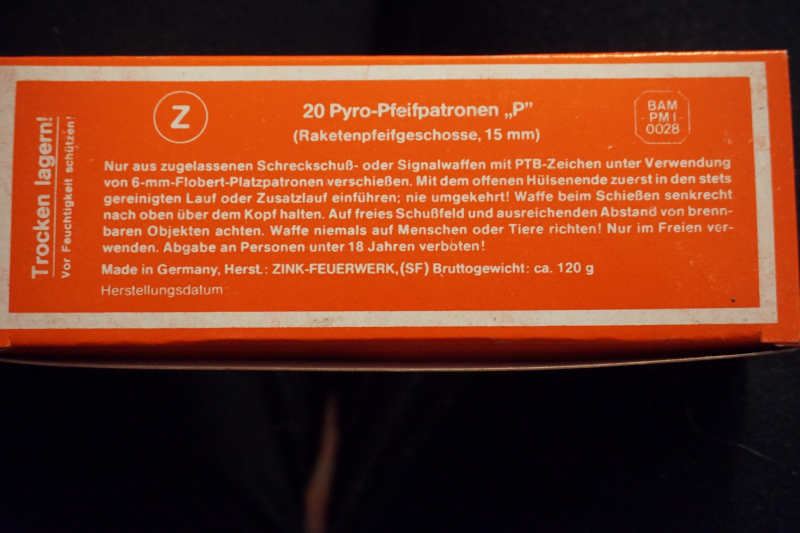 Trocken lagern!
Vor Feuchtigkeit schützen!
Z
20 Pyro-Pfeifpatronen „P”
(Raketenpfeifgeschosse, 15 mm)
BAM
PM I
0028
Nur aus zugelassenen Schreckschuß- oder Signalwaffen mit PTB-Zeichen unter Verwendung
von 6-mm-Flobert-Platzpatronen verschießen. Mit dem offenen Hülsenende zuerst in den stets
gereinigten Lauf oder Zusatzlauf einführen; nie umgekehrt! Waffe beim Schießen senkrecht
nach oben über dem Kopf halten. Auf freies Schußfeld und ausreichenden Abstand von brenn-
baren Objekten achten. Waffe niemals auf Menschen oder Tiere richten! Nur im Freien ver-
wenden. Abgabe an Personen unter 18 Jahren verboten!
Made in Germany, Herst.: ZINK-FEUERWERK, (SF) Bruttogewicht: ca. 120 g
Herstellungsdatum: